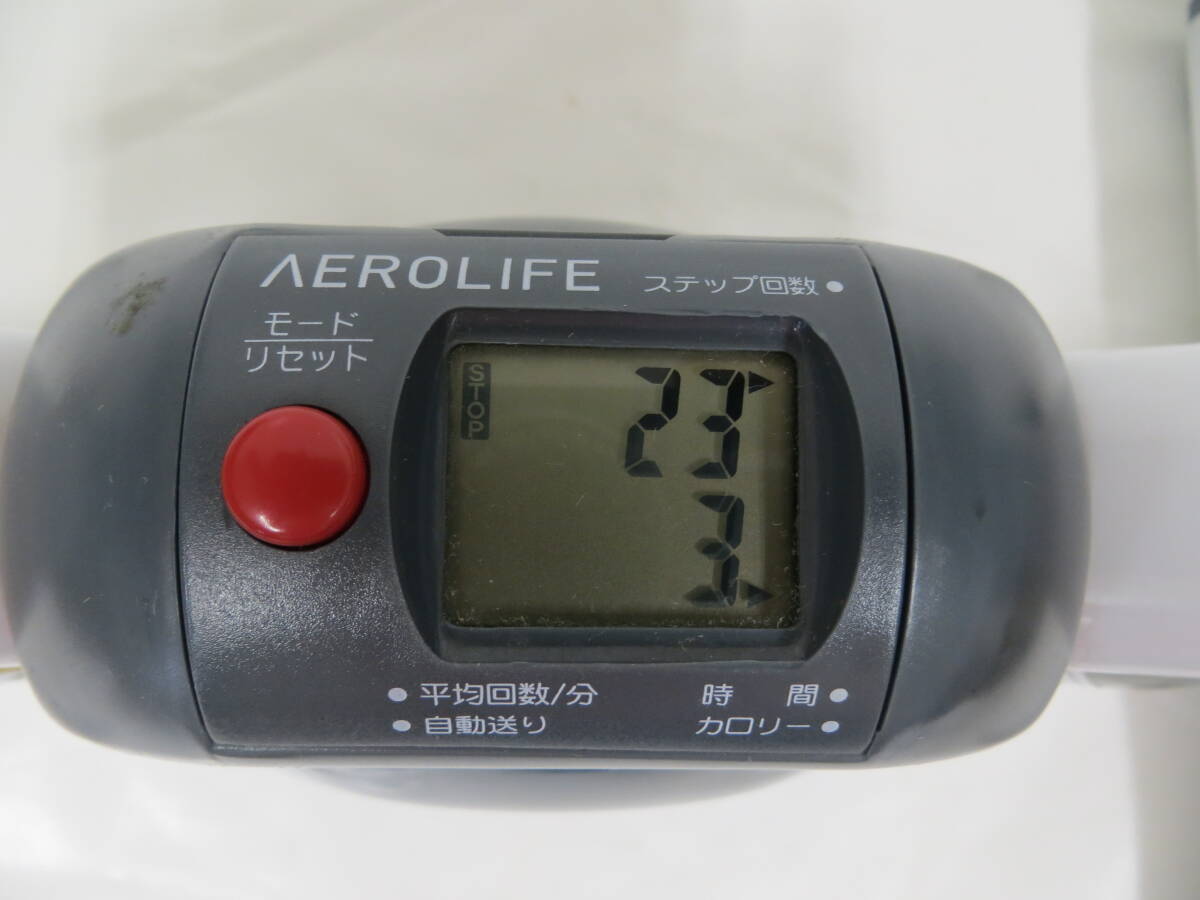 AEROLIFE
ステップ回数●
モード
リセット
STOP
23
3
●平均回数/分 時 間●
●自動送り カロリー●